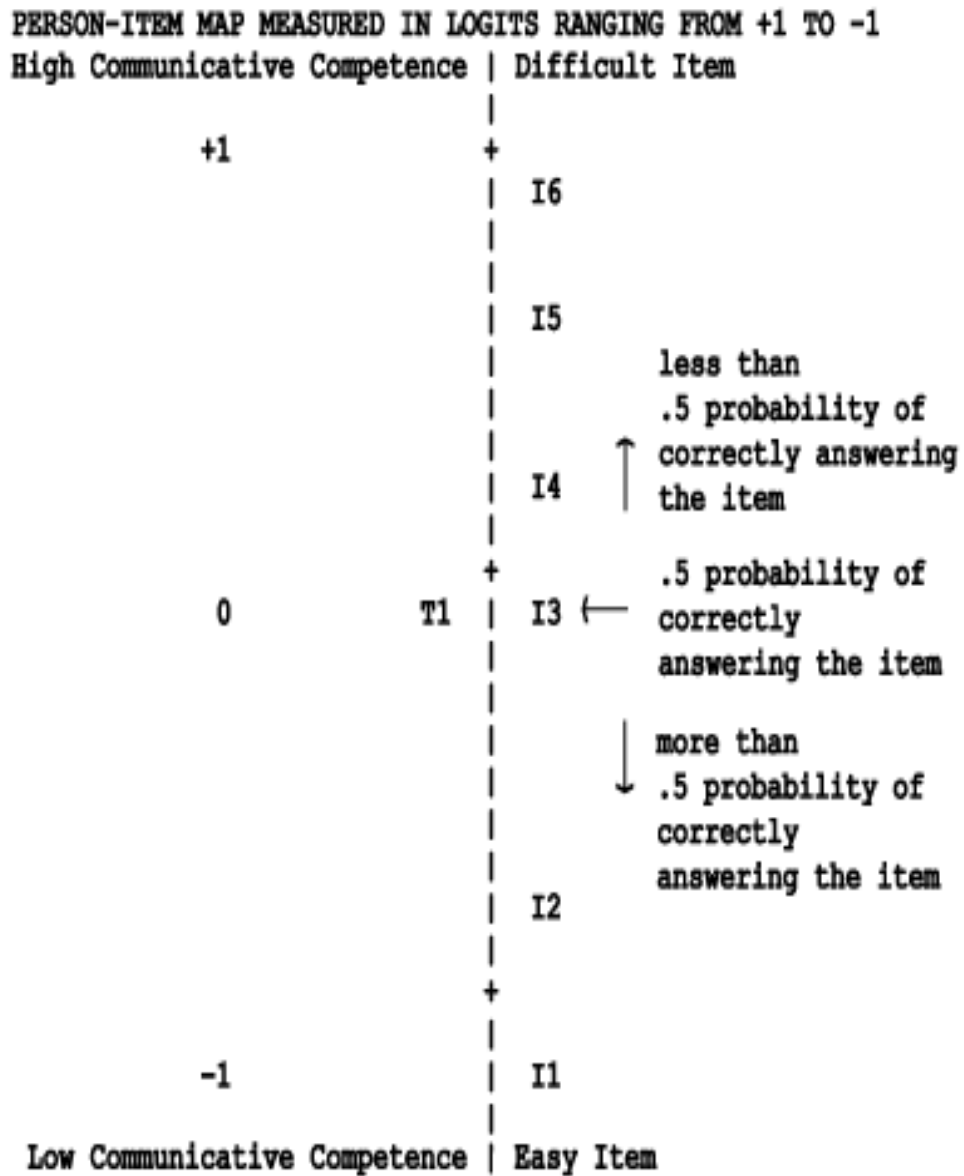 PERSON-ITEM MAP MEASURED IN LOGITS RANGING FROM +1 TO -1
High Communicative Competence | Difficult Item
|
+1 +
| I6
|
|
| I5
| less than
| .5 probability of
| ↑ correctly answering
| I4 the item
|
+ .5 probability of
0 T1 | I3 ← correctly
| answering the item
|
| more than
| ↓ .5 probability of
| correctly
| answering the item
| I2
|
+
|
-1 | I1
|
Low Communicative Competence | Easy Item